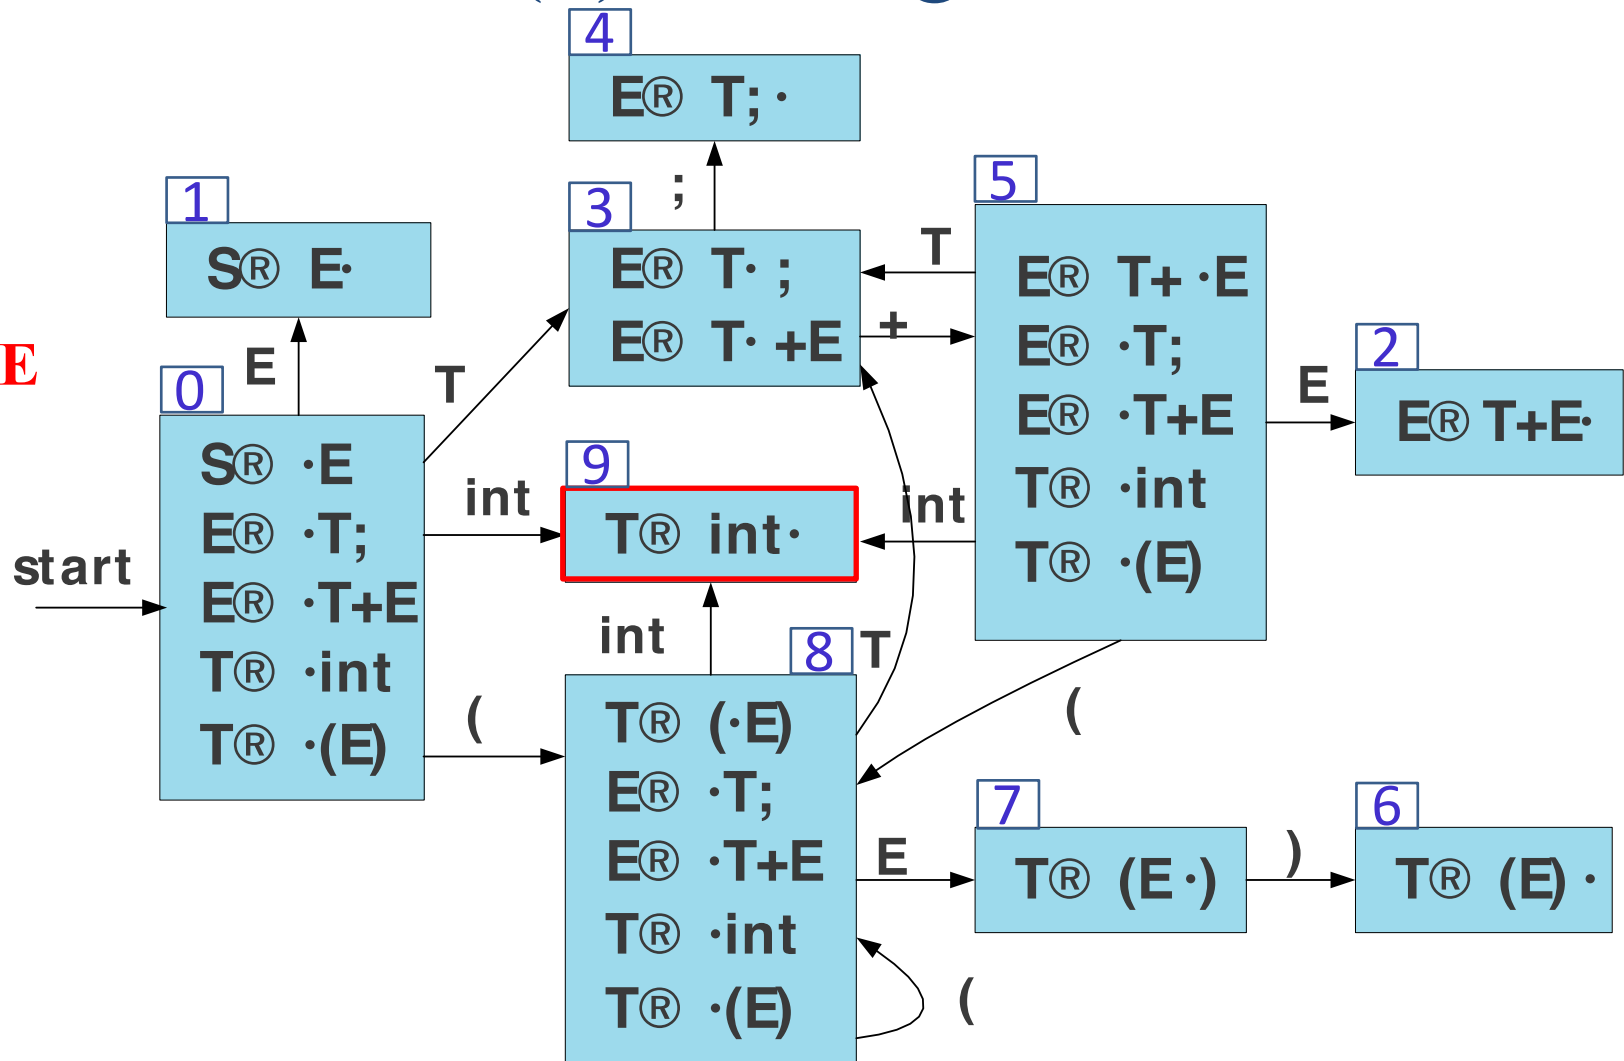 4
E® T; ·
;
1
S® E·
3
E® T· ;
E® T· +E
T
+
5
E® T+ ·E
E® ·T;
E® ·T+E
T® ·int
T® ·(E)
E
2
E® T+E·
E
E
T
0
S® ·E
E® ·T;
E® ·T+E
T® ·int
T® ·(E)
start
int
9
T® int·
int
int
(
8
T
T® (·E)
E® ·T;
E® ·T+E
T® ·int
T® ·(E)
(
(
E
7
T® (E·)
)
6
T® (E) ·